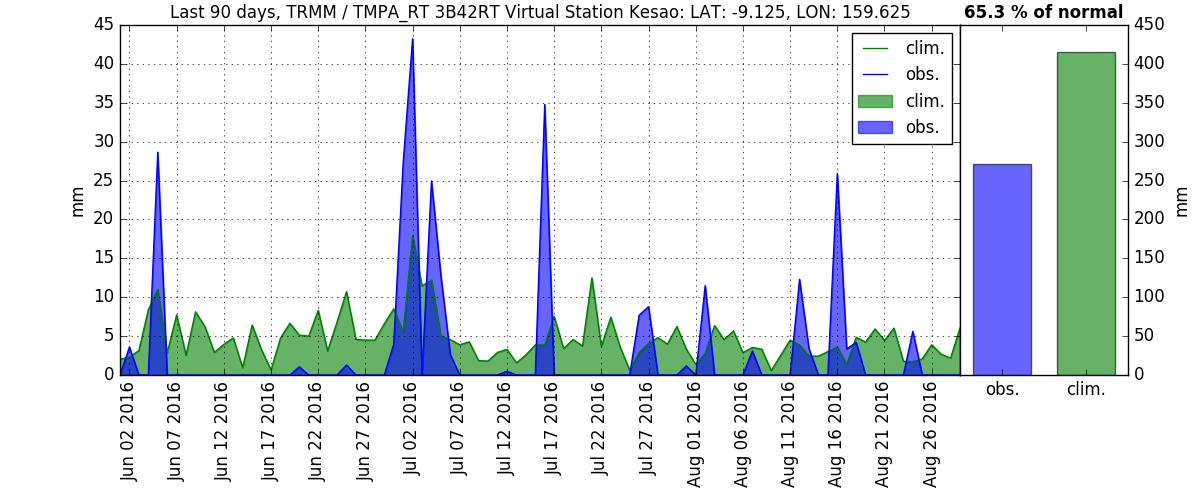 Last 90 days, TRMM / TMPA_RT 3B42RT Virtual Station Kesao: LAT: -9.125, LON: 159.625
65.3 % of normal
45
40
35
30
25
20
15
10
5
0
mm
clim.
obs.
clim.
obs.
Jun 02 2016
Jun 07 2016
Jun 12 2016
Jun 17 2016
Jun 22 2016
Jun 27 2016
Jul 02 2016
Jul 07 2016
Jul 12 2016
Jul 17 2016
Jul 22 2016
Jul 27 2016
Aug 01 2016
Aug 06 2016
Aug 11 2016
Aug 16 2016
Aug 21 2016
Aug 26 2016
450
400
350
300
250
200
150
100
50
0
mm
obs.
clim.